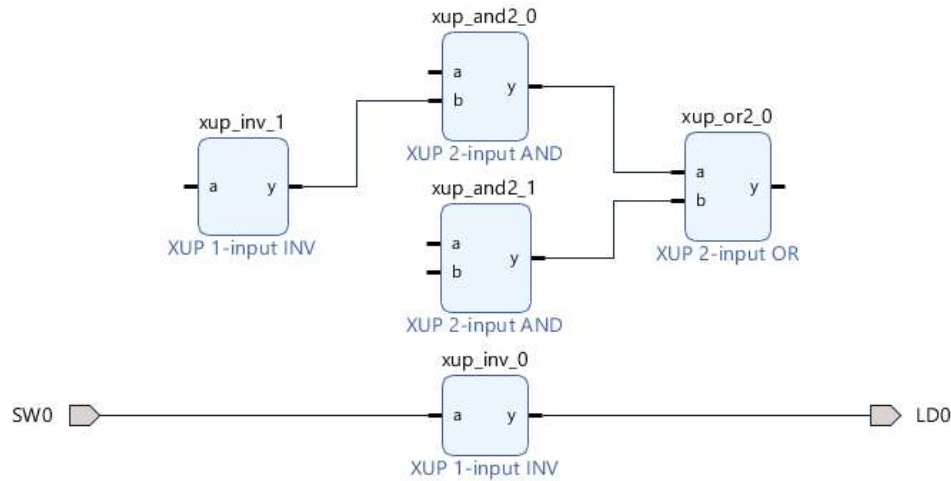 xup_and2_0
a
b
y
XUP 2-input AND
xup_inv_1
a
y
XUP 1-input INV
xup_or2_0
a
b
y
XUP 2-input OR
xup_and2_1
a
b
y
XUP 2-input AND
xup_inv_0
SW0
a
y
LD0
XUP 1-input INV